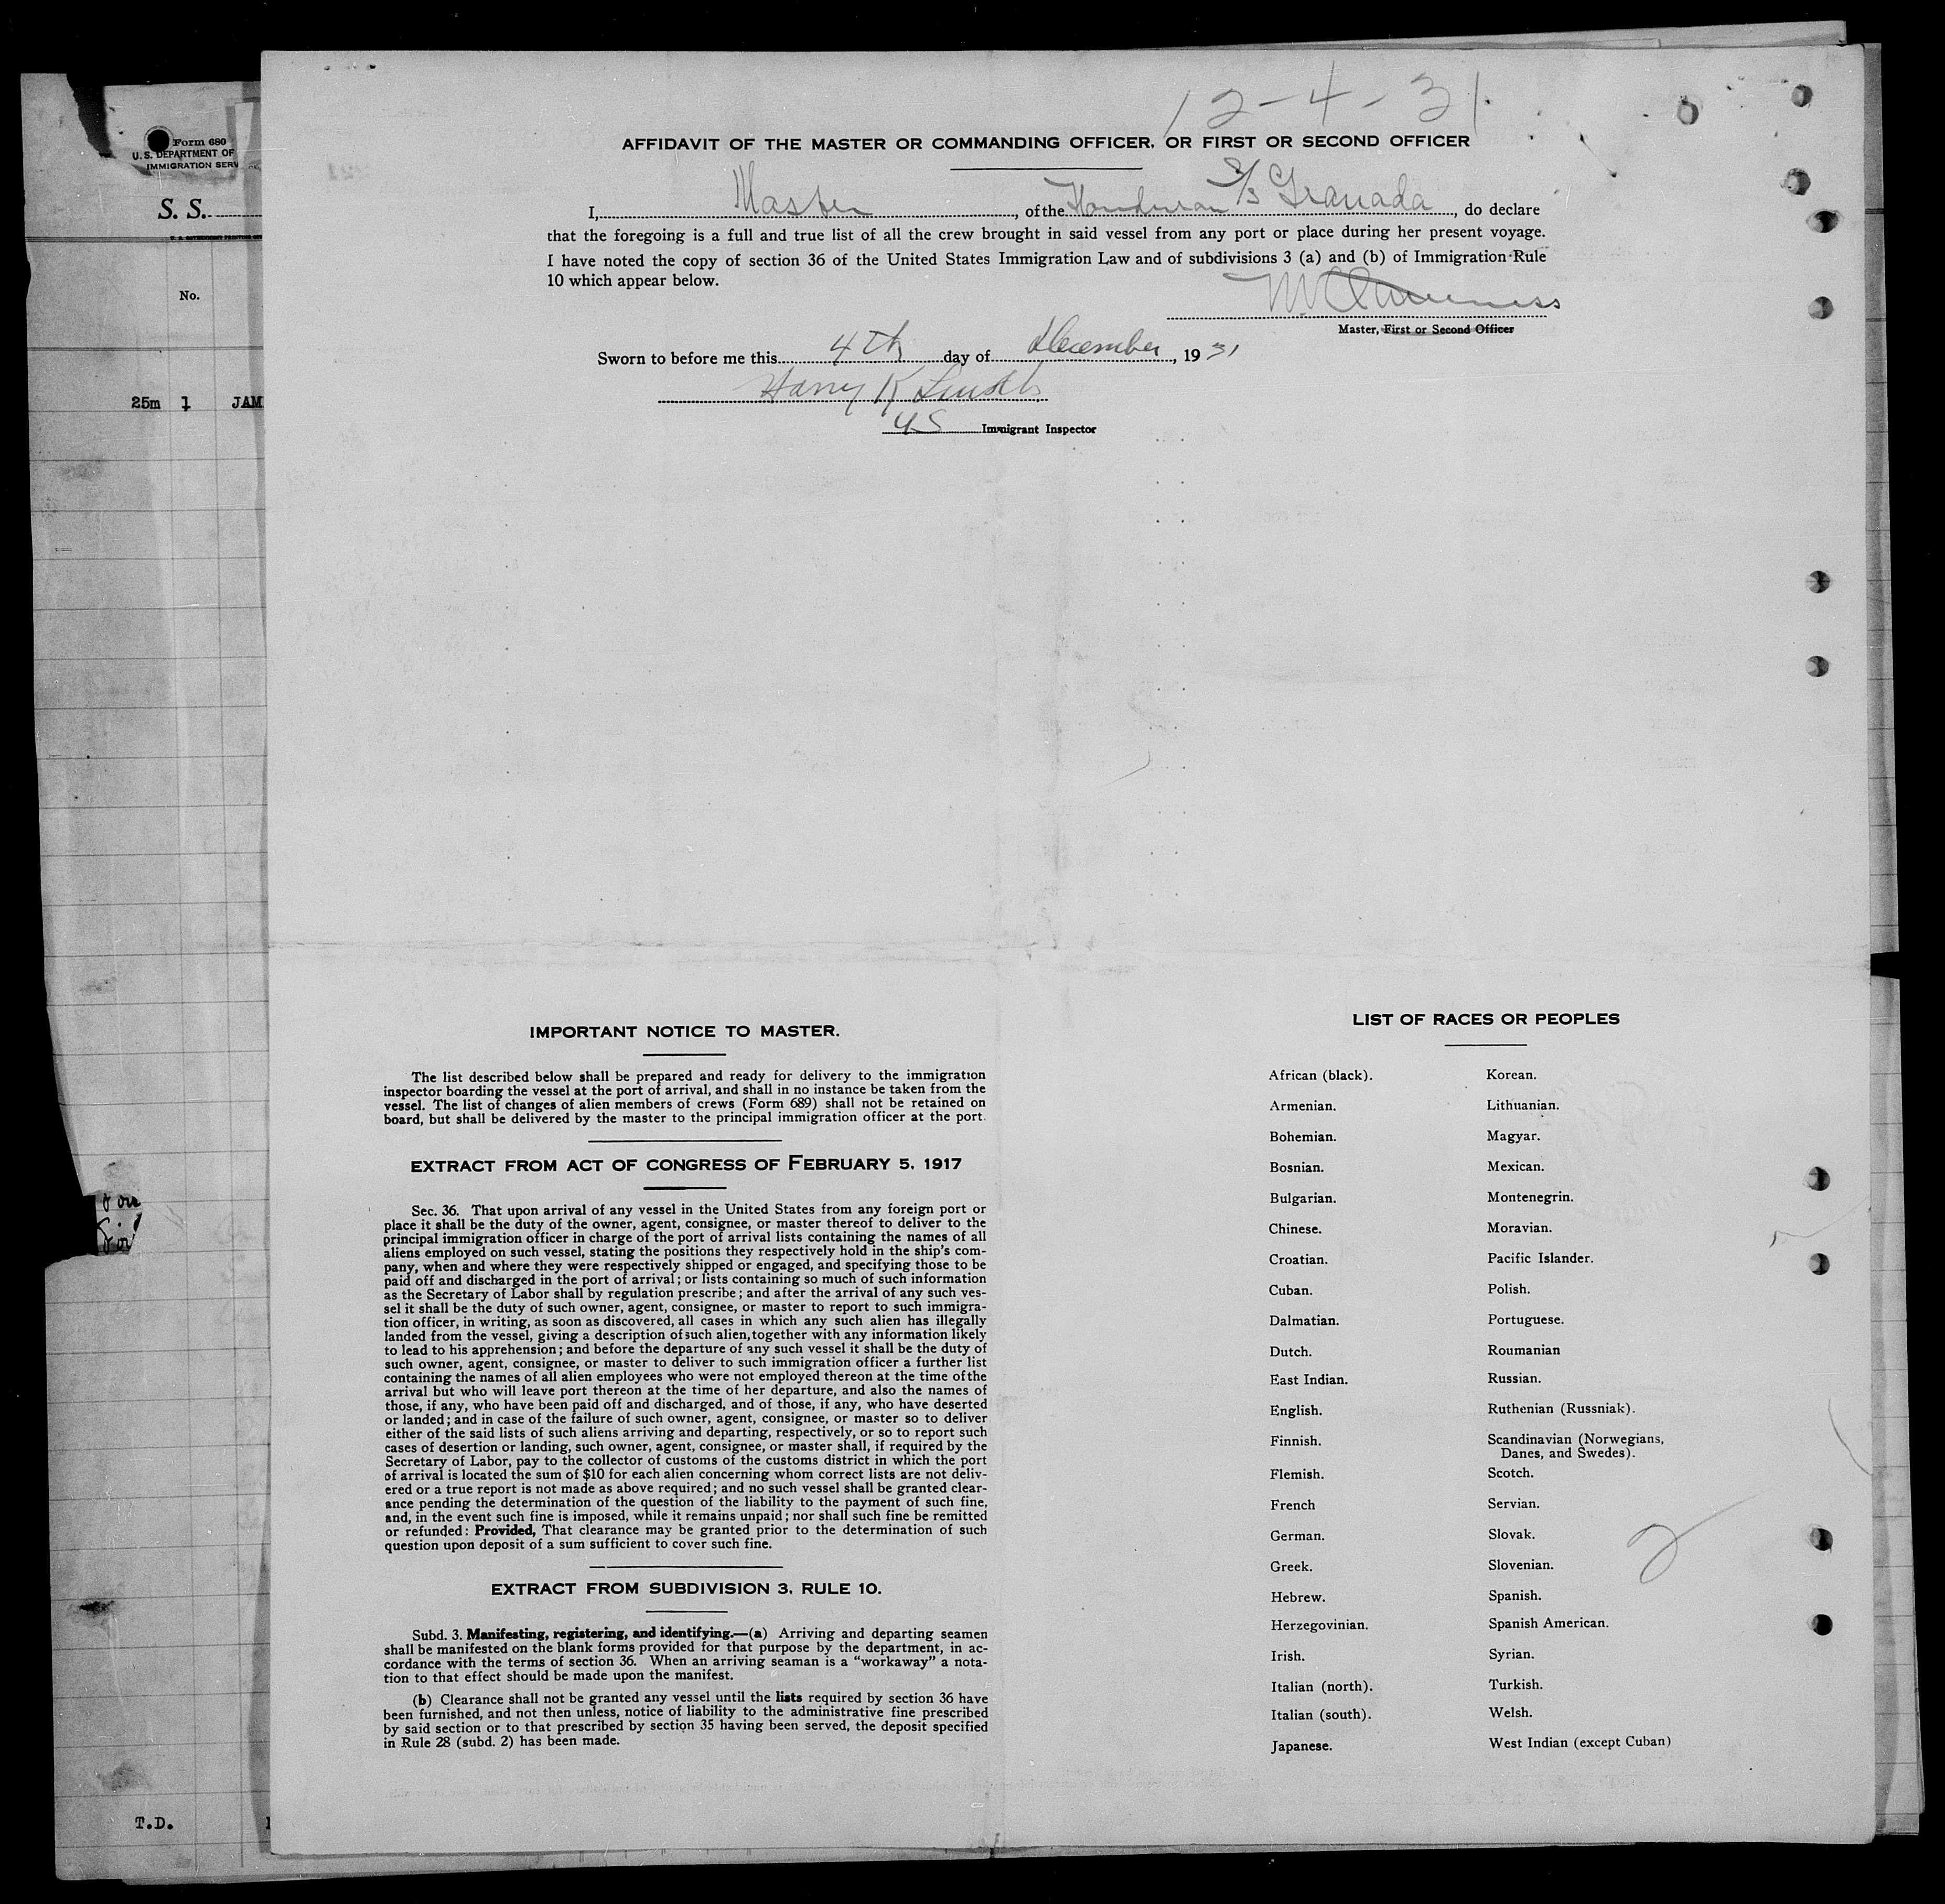 Form 680
U. S. DEPARTMENT OF
IMMIGRATION SERV
S. S.
No.
25m 1 JAM
T.D.
12-4-31
AFFIDAVIT OF THE MASTER OR COMMANDING OFFICER, OR FIRST OR SECOND OFFICER
I, Master, of the Honduran S/S Granada, do declare
that the foregoing is a full and true list of all the crew brought in said vessel from any port or place during her present voyage.
I have noted the copy of section 36 of the United States Immigration Law and of subdivisions 3 (a) and (b) of Immigration Rule
10 which appear below.
Master, First or Second Officer
Sworn to before me this 4th day of December, 1931
Harry K
US Immigrant Inspector
IMPORTANT NOTICE TO MASTER.
The list described below shall be prepared and ready for delivery to the immigration
inspector boarding the vessel at the port of arrival, and shall in no instance be taken from the
vessel. The list of changes of alien members of crews (Form 689) shall not be retained on
board, but shall be delivered by the master to the principal immigration officer at the port.
EXTRACT FROM ACT OF CONGRESS OF FEBRUARY 5, 1917
Sec. 36. That upon arrival of any vessel in the United States from any foreign port or
place it shall be the duty of the owner, agent, consignee, or master thereof to deliver to the
principal immigration officer in charge of the port of arrival lists containing the names of all
aliens employed on such vessel, stating the positions they respectively hold in the ship's com-
pany, when and where they were respectively shipped or engaged, and specifying those to be
paid off and discharged in the port of arrival; or lists containing so much of such information
as the Secretary of Labor shall by regulation prescribe; and after the arrival of any such ves-
sel it shall be the duty of such owner, agent, consignee, or master to report to such immigra-
tion officer, in writing, as soon as discovered, all cases in which any such alien has illegally
landed from the vessel, giving a description of such alien, together with any information likely
to lead to his apprehension; and before the departure of any such vessel it shall be the duty of
such owner, agent, consignee, or master to deliver to such immigration officer a further list
containing the names of all alien employees who were not employed thereon at the time of the
arrival but who will leave port thereon at the time of her departure, and also the names of
those, if any, who have been paid off and discharged, and of those, if any, who have deserted
or landed; and in case of the failure of such owner, agent, consignee, or master so to deliver
either of the said lists of such aliens arriving and departing, respectively, or so to report such
cases of desertion or landing, such owner, agent, consignee, or master shall, if required by the
Secretary of Labor, pay to the collector of customs of the customs district in which the port
of arrival is located the sum of $10 for each alien concerning whom correct lists are not deliv-
ered or a true report is not made as above required; and no such vessel shall be granted clear-
ance pending the determination of the question of the liability to the payment of such fine,
and, in the event such fine is imposed, while it remains unpaid; nor shall such fine be remitted
or refunded: Provided, That clearance may be granted prior to the determination of such
question upon deposit of a sum sufficient to cover such fine.
EXTRACT FROM SUBDIVISION 3, RULE 10.
Subd. 3. Manifesting, registering, and identifying.—(a) Arriving and departing seamen
shall be manifested on the blank forms provided for that purpose by the department, in ac-
cordance with the terms of section 36. When an arriving seaman is a "workaway" a nota-
tion to that effect should be made upon the manifest.
(b) Clearance shall not be granted any vessel until the lists required by section 36 have
been furnished, and not then unless, notice of liability to the administrative fine prescribed
by said section or to that prescribed by section 35 having been served, the deposit specified
in Rule 28 (subd. 2) has been made.
LIST OF RACES OR PEOPLES
African (black).
Armenian.
Bohemian.
Bosnian.
Bulgarian.
Chinese.
Croatian.
Cuban.
Dalmatian.
Dutch.
East Indian.
English.
Finnish.
Flemish.
French
German.
Greek.
Hebrew.
Herzegovinian.
Irish.
Italian (north).
Italian (south).
Japanese.
Korean.
Lithuanian.
Magyar.
Mexican.
Montenegrin.
Moravian.
Pacific Islander.
Polish.
Portuguese.
Roumanian
Russian.
Ruthenian (Russniak).
Scandinavian (Norwegians,
Danes, and Swedes).
Scotch.
Servian.
Slovak.
Slovenian.
Spanish.
Spanish American.
Syrian.
Turkish.
Welsh.
West Indian (except Cuban)
2